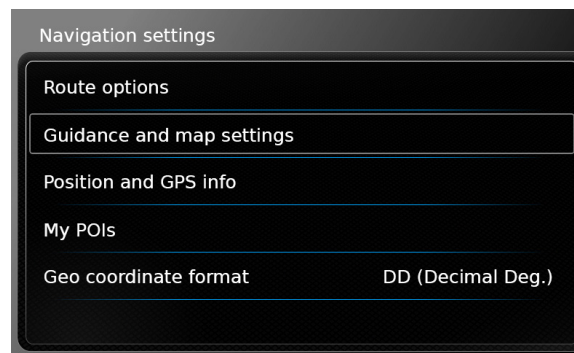 Navigation settings
Route options
Guidance and map settings
Position and GPS info
My POIs
Geo coordinate format DD (Decimal Deg.)